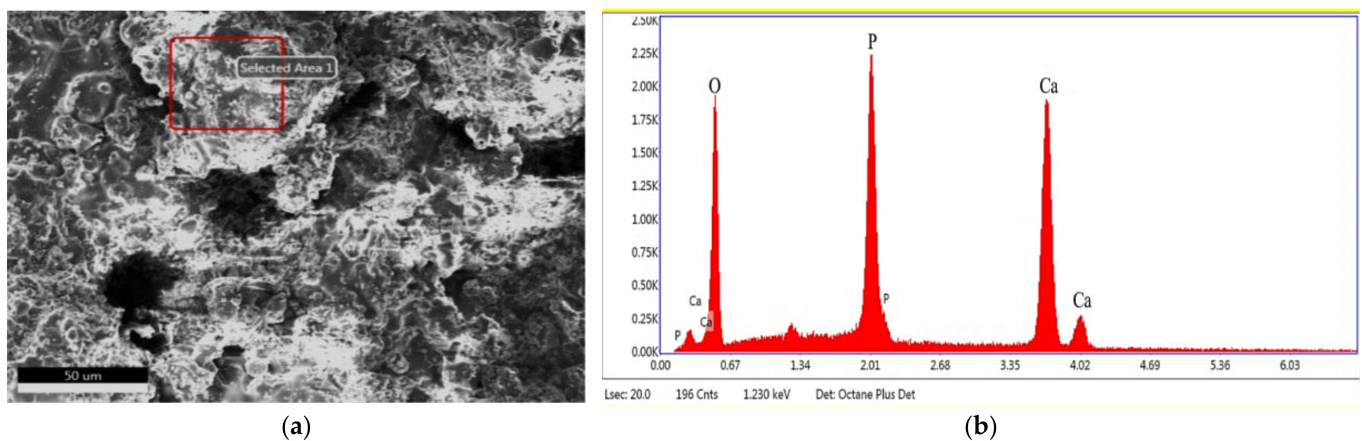 Selected Area 1
50 um
(a)
2.50K
2.25K
2.00K
1.75K
1.50K
1.25K
1.00K
0.75K
0.50K
0.25K
0.00K
P
O
Ca
Ca
Ca
Ca
P
P
0.00 0.67 1.34 2.01 2.68 3.35 4.02 4.69 5.36 6.03
Lsec: 20.0 196 Cnts 1.230 keV Det: Octane Plus Det
(b)